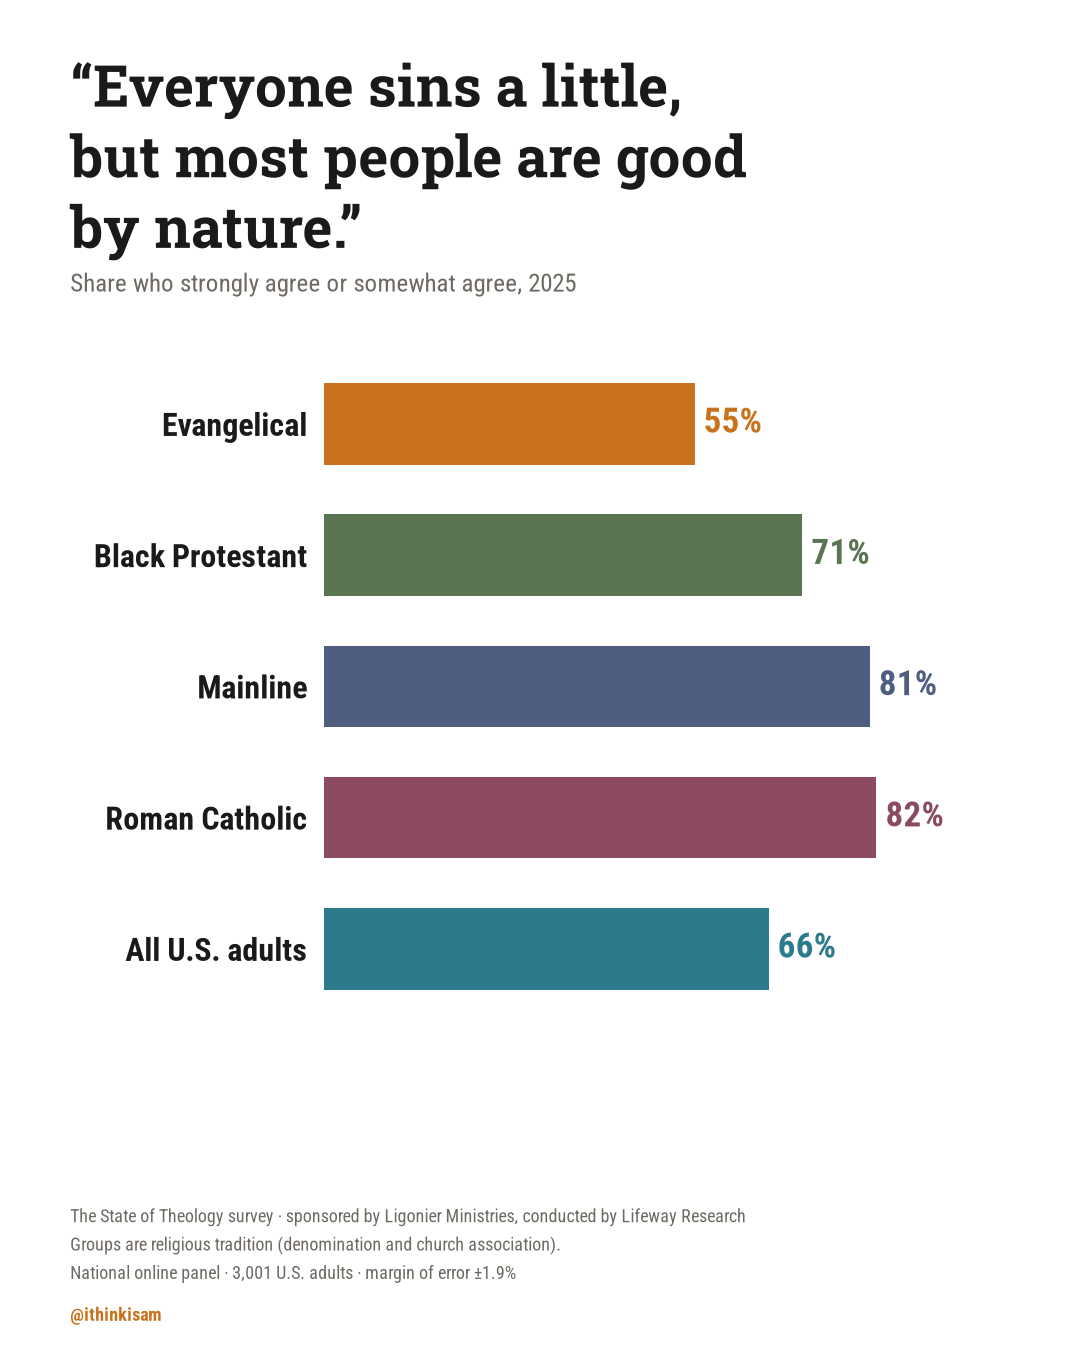 “Everyone sins a little,
but most people are good
by nature.”
Share who strongly agree or somewhat agree, 2025
Evangelical 55%
Black Protestant 71%
Mainline 81%
Roman Catholic 82%
All U.S. adults 66%
The State of Theology survey · sponsored by Ligonier Ministries, conducted by Lifeway Research
Groups are religious tradition (denomination and church association).
National online panel · 3,001 U.S. adults · margin of error ±1.9%
@ithinkisam